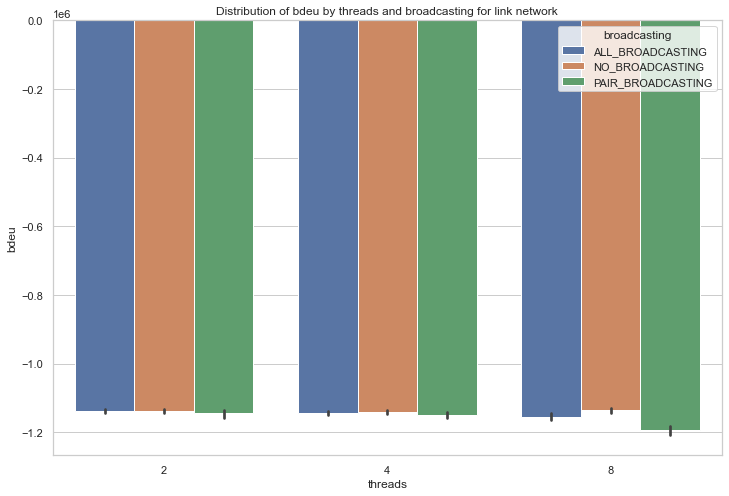 Distribution of bdeu by threads and broadcasting for link network
1e6
0.0
−0.2
−0.4
−0.6
−0.8
−1.0
−1.2
bdeu
broadcasting
ALL_BROADCASTING
NO_BROADCASTING
PAIR_BROADCASTING
2
4
8
threads